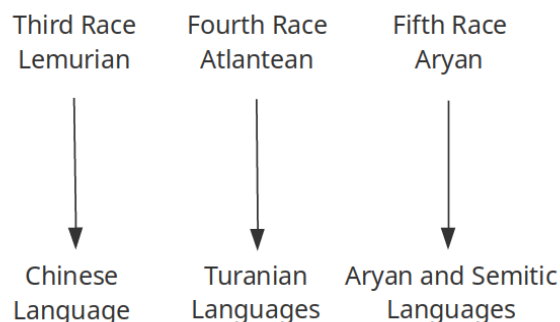 Third Race
Lemurian
Fourth Race
Atlantean
Fifth Race
Aryan
Chinese
Language
Turanian
Languages
Aryan and Semitic
Languages